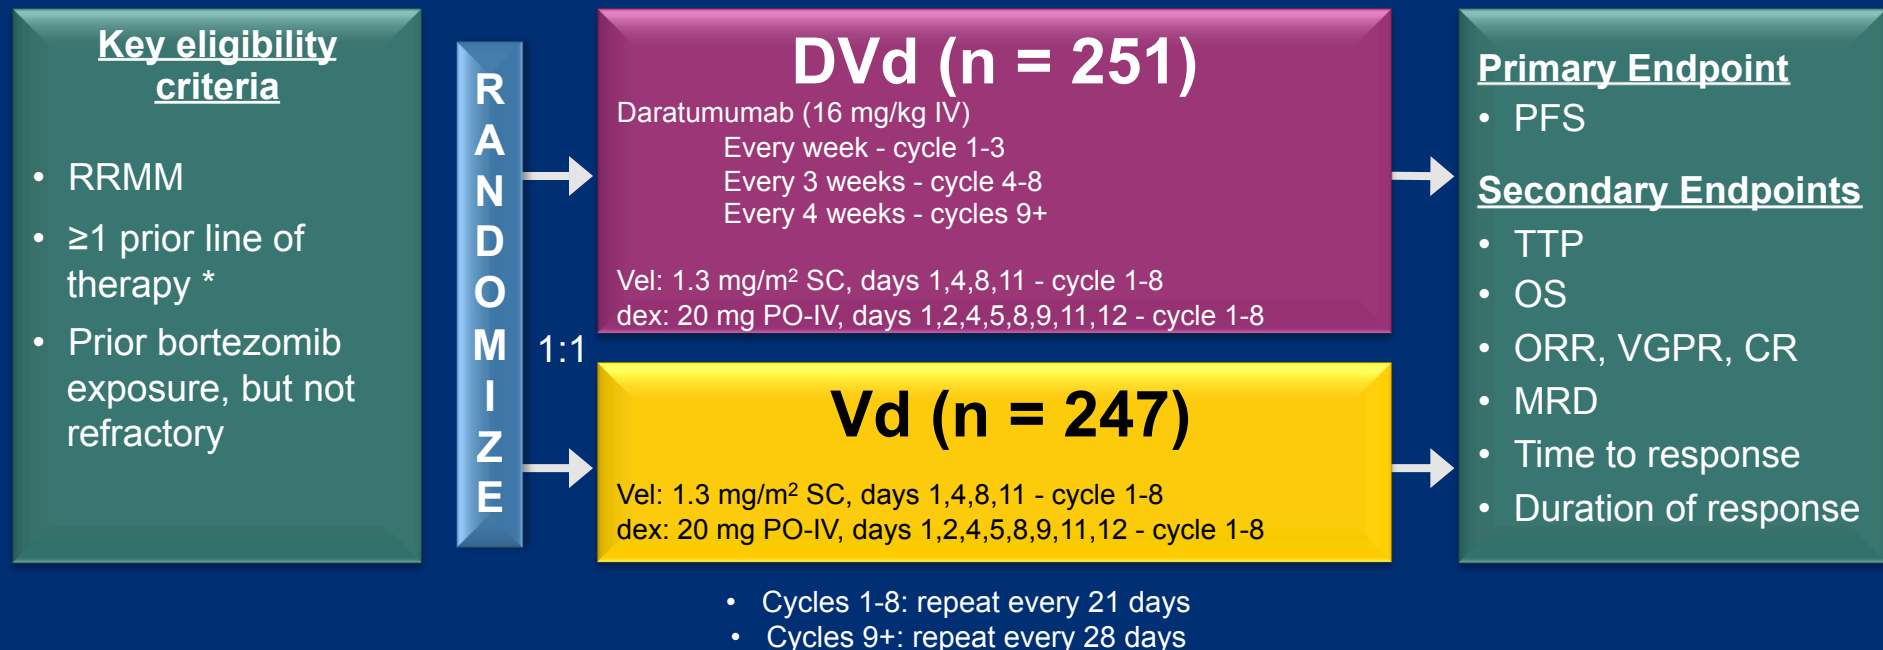 Key eligibility
criteria
• RRMM
• ≥1 prior line of
therapy *
• Prior bortezomib
exposure, but not
refractory
R
A
N
D
O
M
I
Z
E
1:1
DVd (n = 251)
Daratumumab (16 mg/kg IV)
Every week - cycle 1-3
Every 3 weeks - cycle 4-8
Every 4 weeks - cycles 9+
Vel: 1.3 mg/m² SC, days 1,4,8,11 - cycle 1-8
dex: 20 mg PO-IV, days 1,2,4,5,8,9,11,12 - cycle 1-8
Vd (n = 247)
Vel: 1.3 mg/m² SC, days 1,4,8,11 - cycle 1-8
dex: 20 mg PO-IV, days 1,2,4,5,8,9,11,12 - cycle 1-8
Primary Endpoint
• PFS
Secondary Endpoints
• TTP
• OS
• ORR, VGPR, CR
• MRD
• Time to response
• Duration of response
• Cycles 1-8: repeat every 21 days
• Cycles 9+: repeat every 28 days